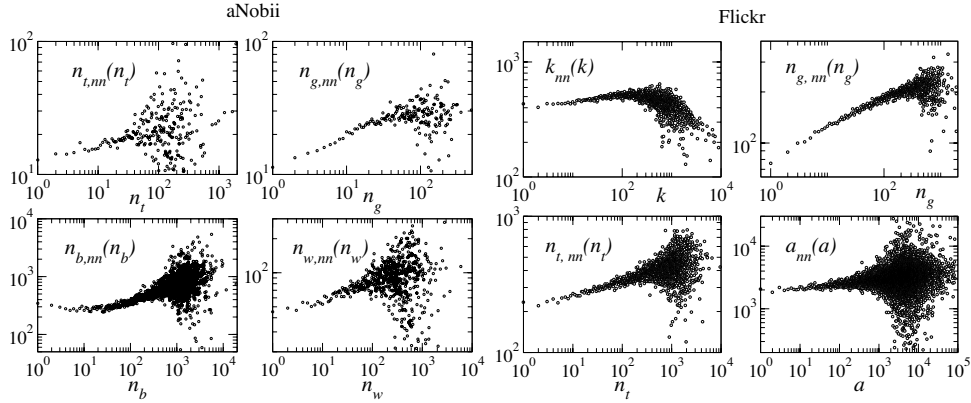 aNobii
Flickr
10^2
n_{t,nn}(n_t)
10^1
10^0 10^1 10^2 10^3
n_t
10^2
n_{g,nn}(n_g)
10^1
10^0 10^1 10^2
n_g
10^3
k_{nn}(k)
10^2
10^0 10^2 10^4
k
n_{g, nn}(n_g)
10^2
10^0 10^2
n_g
10^4
n_{b,nn}(n_b)
10^3
10^2
10^0 10^1 10^2 10^3 10^4
n_b
n_{w,nn}(n_w)
10^2
10^0 10^1 10^2 10^3 10^4
n_w
10^3
n_{t, nn}(n_t)
10^2
10^0 10^1 10^2 10^3 10^4
n_t
10^4
a_{nn}(a)
10^3
10^0 10^1 10^2 10^3 10^4 10^5
a